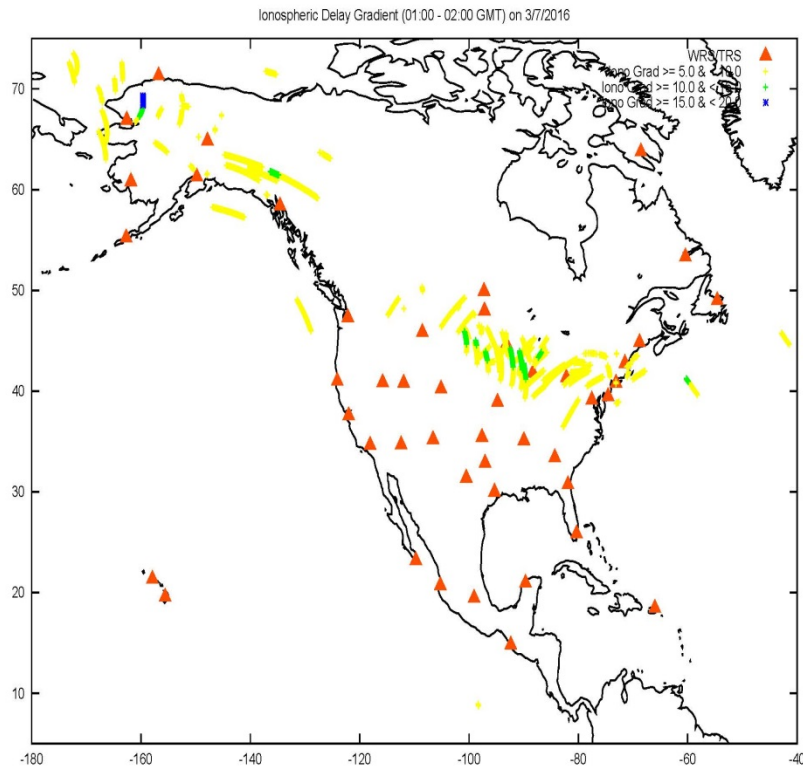 Ionospheric Delay Gradient (01:00 - 02:00 GMT) on 3/7/2016
WRS/TRS
Iono Grad >= 5.0 & < 10.0
Iono Grad >= 10.0 &
Iono Grad >= 15.0 & < 20.0
70
60
50
40
30
20
10
-180 -160 -140 -120 -100 -80 -60 -40